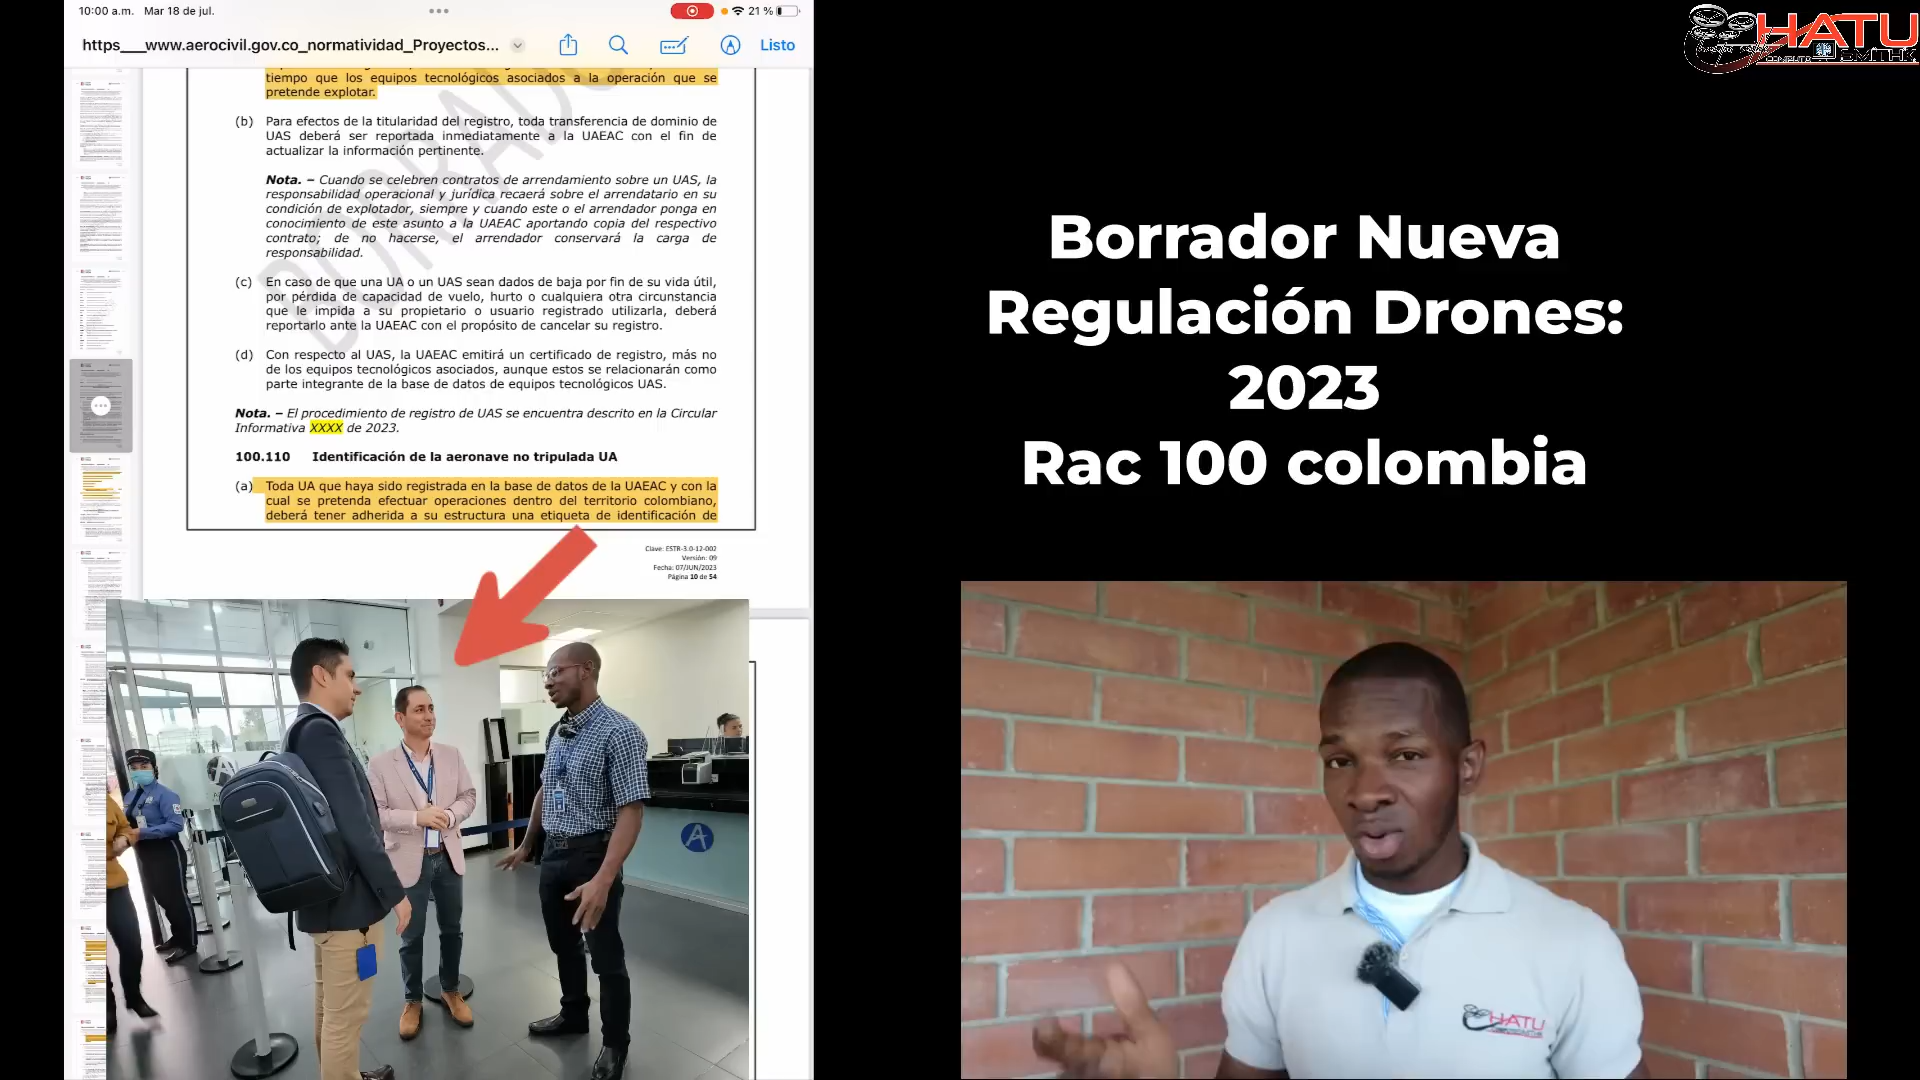 10:00 a.m. Mar 18 de jul.
21 %
https___www.aerocivil.gov.co_normatividad_Proyectos...
Listo
tiempo que los equipos tecnológicos asociados a la operación que se
pretende explotar.
(b) Para efectos de la titularidad del registro, toda transferencia de dominio de
UAS deberá ser reportada inmediatamente a la UAEAC con el fin de
actualizar la información pertinente.
Nota. – Cuando se celebren contratos de arrendamiento sobre un UAS, la
responsabilidad operacional y jurídica recaerá sobre el arrendatario en su
condición de explotador, siempre y cuando este o el arrendador ponga en
conocimiento de este asunto a la UAEAC aportando copia del respectivo
contrato; de no hacerse, el arrendador conservará la carga de
responsabilidad.
(c) En caso de que una UA o un UAS sean dados de baja por fin de su vida útil,
por pérdida de capacidad de vuelo, hurto o cualquiera otra circunstancia
que le impida a su propietario o usuario registrado utilizarla, deberá
reportarlo ante la UAEAC con el propósito de cancelar su registro.
(d) Con respecto al UAS, la UAEAC emitirá un certificado de registro, más no
de los equipos tecnológicos asociados, aunque estos se relacionarán como
parte integrante de la base de datos de equipos tecnológicos UAS.
Nota. – El procedimiento de registro de UAS se encuentra descrito en la Circular
Informativa XXXX de 2023.
100.110 Identificación de la aeronave no tripulada UA
(a) Toda UA que haya sido registrada en la base de datos de la UAEAC y con la
cual se pretenda efectuar operaciones dentro del territorio colombiano,
deberá tener adherida a su estructura una etiqueta de identificación de
Clave: ESTR-3.0-12-002
Versión: 09
Fecha: 07/JUN/2023
Página 10 de 54
HATU
COMPUTO SMITHK
Borrador Nueva
Regulación Drones:
2023
Rac 100 colombia
HATU